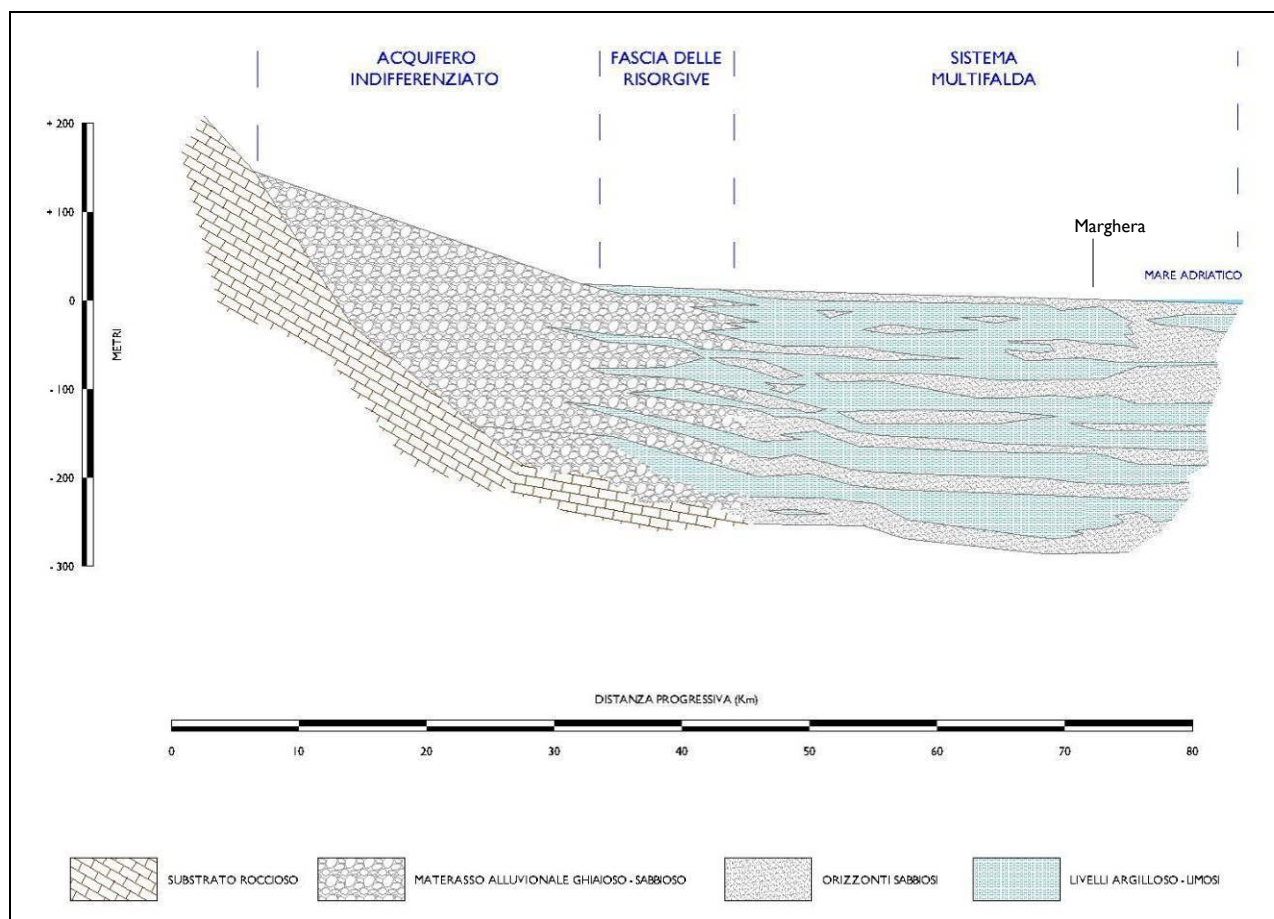 ACQUIFERO
INDIFFERENZIATO
FASCIA DELLE
RISORGIVE
SISTEMA
MULTIFALDA
+ 200
+ 100
0
- 100
- 200
- 300
METRI
Marghera
MARE ADRIATICO
DISTANZA PROGRESSIVA (Km)
0 10 20 30 40 50 60 70 80
SUBSTRATO ROCCIOSO
MATERASSO ALLUVIONALE GHIAIOSO - SABBIOSO
ORIZZONTI SABBIOSI
LIVELLI ARGILLOSO - LIMOSI